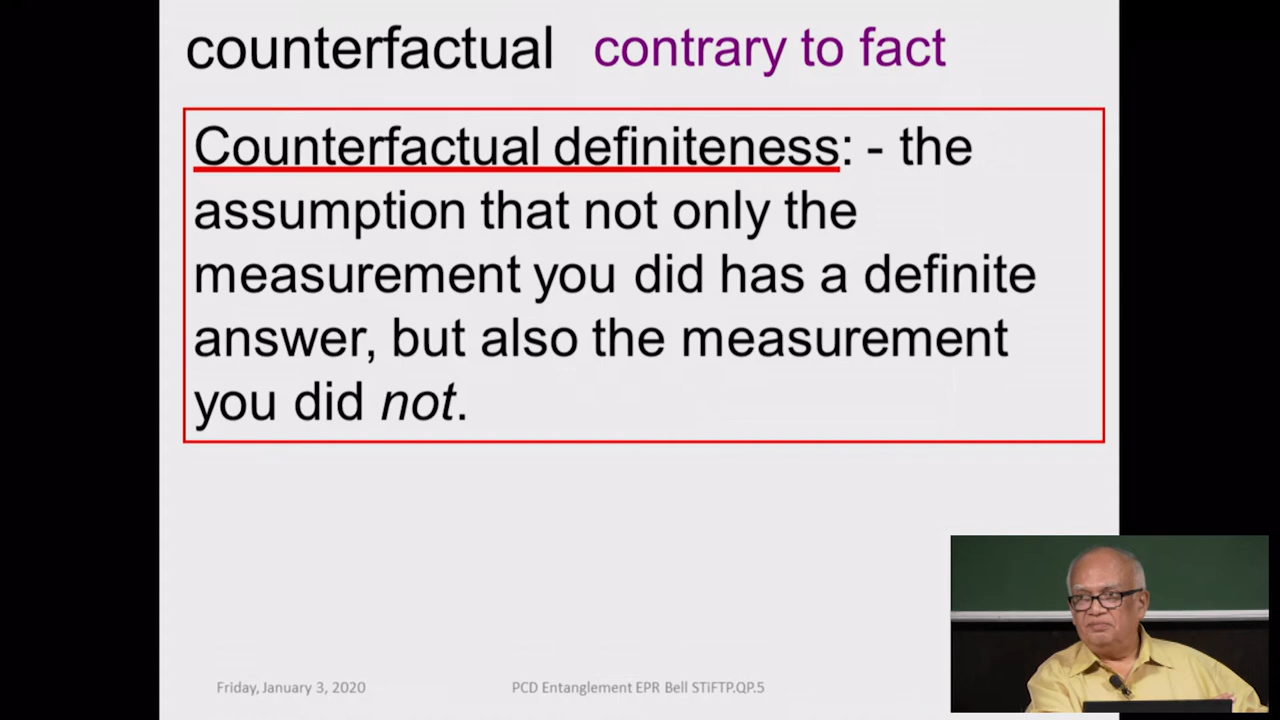 counterfactual contrary to fact
Counterfactual definiteness: - the
assumption that not only the
measurement you did has a definite
answer, but also the measurement
you did not.
Friday, January 3, 2020 PCD Entanglement EPR Bell STiFTP.QP.5